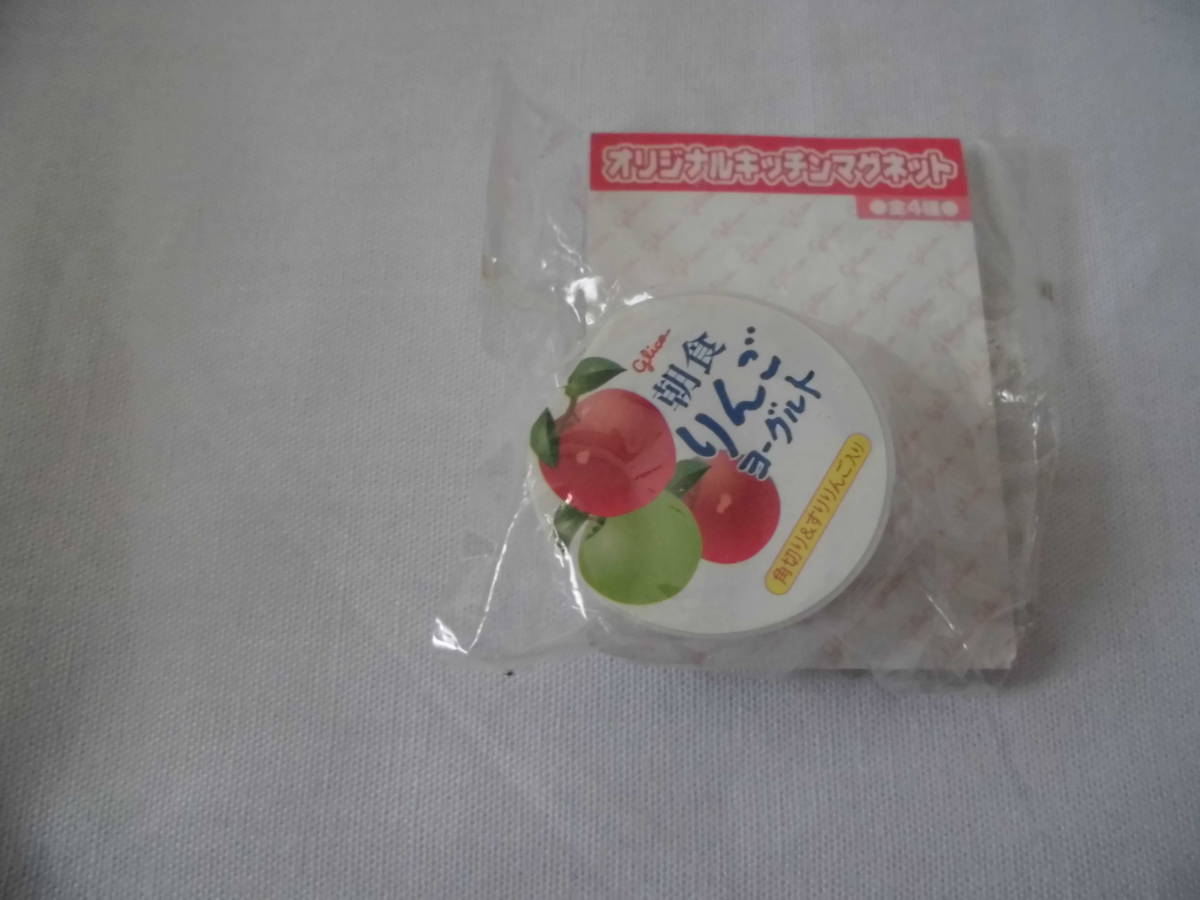 オリジナルキッチンマグネット
●全4種●
glico
朝食
りんご
ヨーグルト
角切り&すりりんご入り